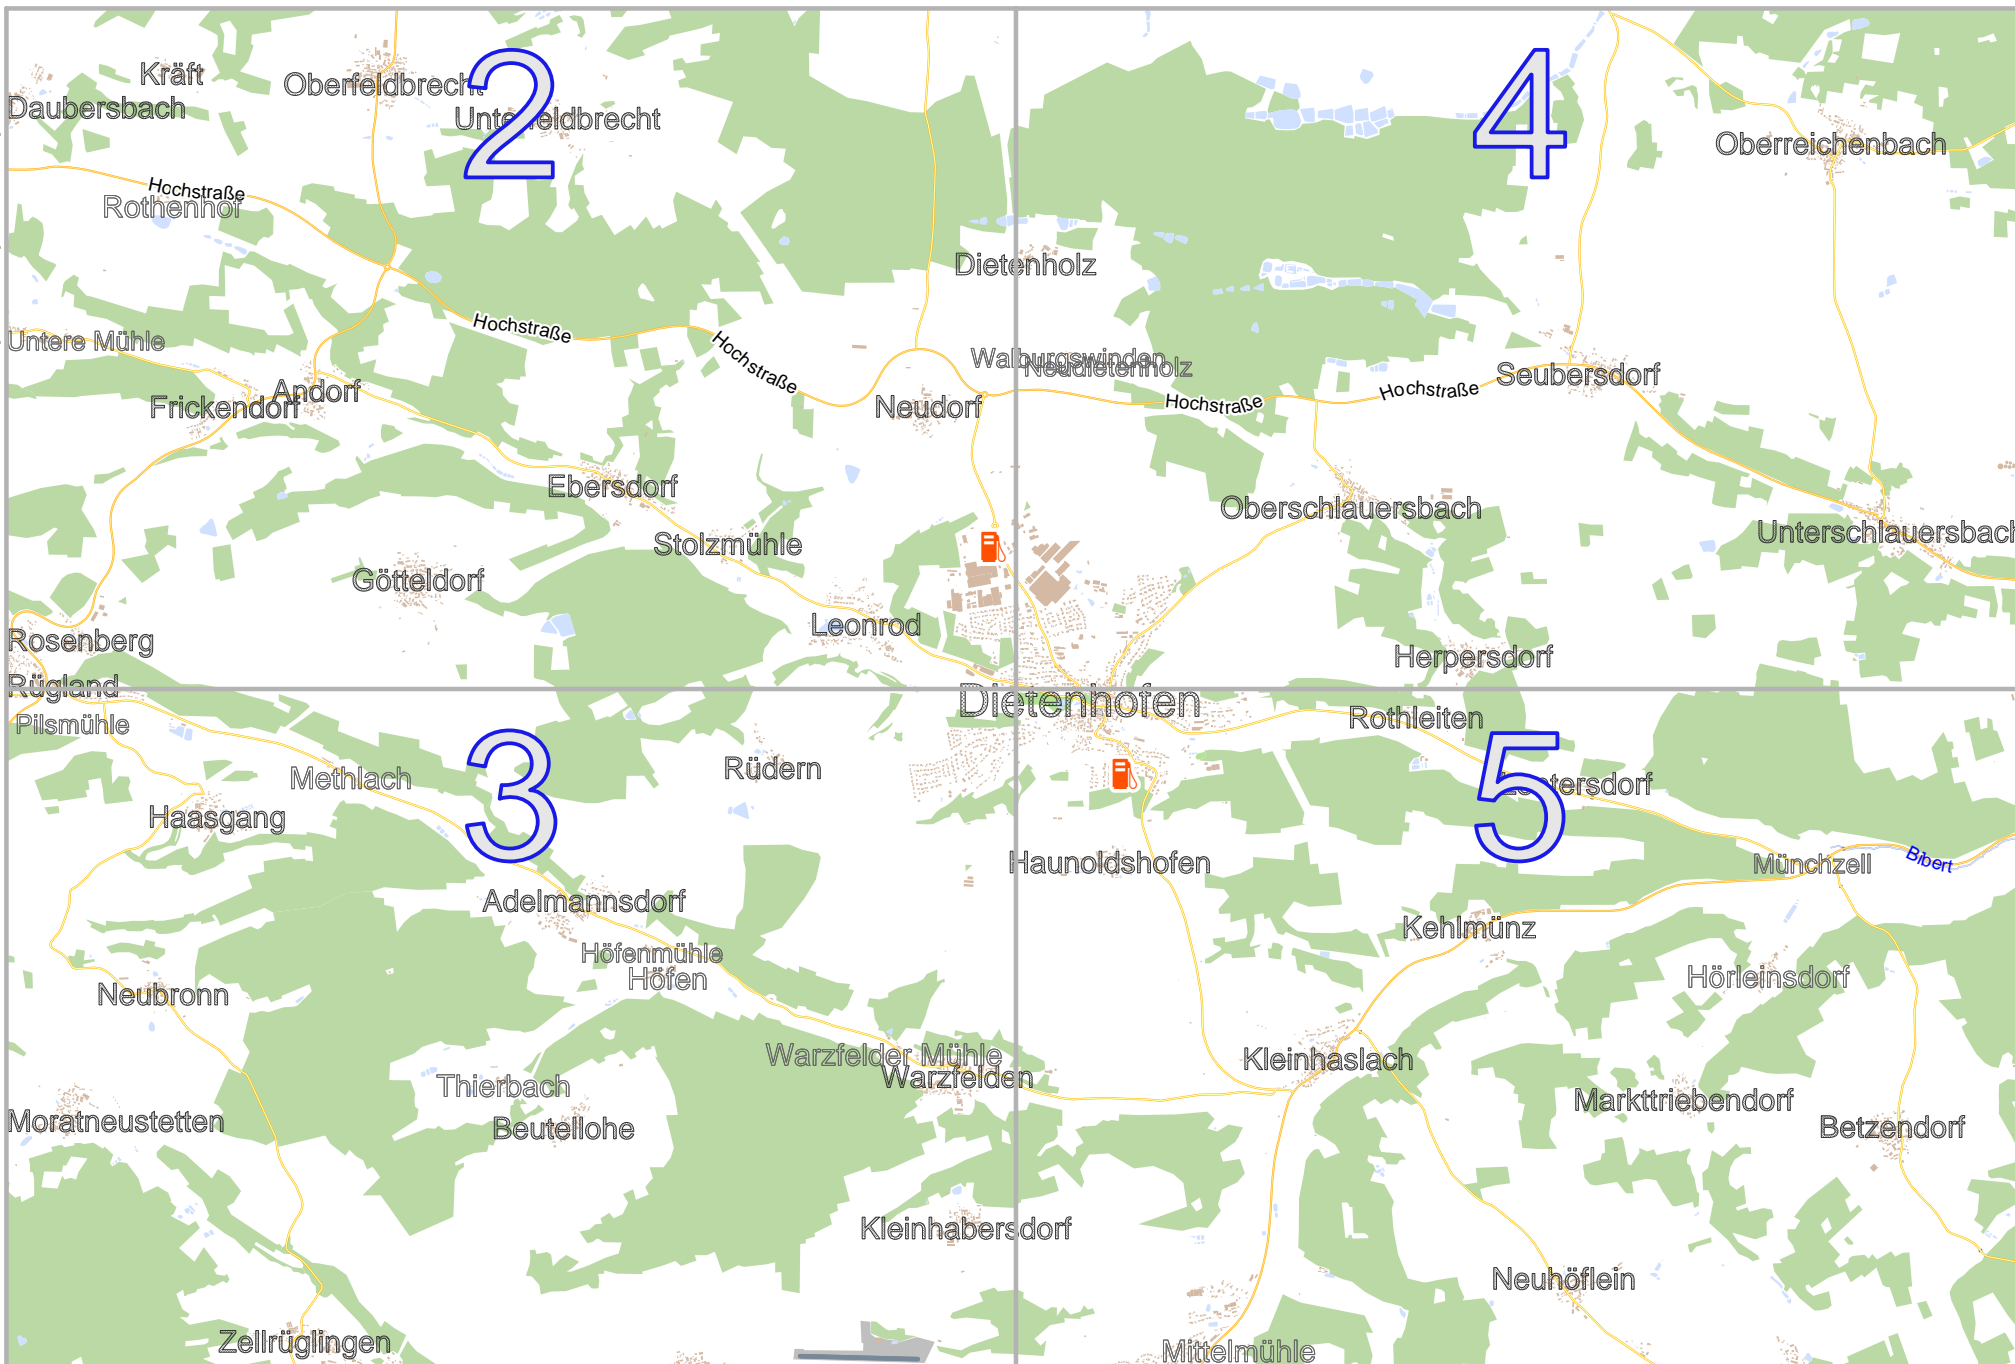 2
4
Kräft
Oberfeldbrecht
Daubersbach
Unterfeldbrecht
Oberreichenbach
Hochstraße
Rothenhof
Dietenholz
Hochstraße
Untere Mühle
Hochstraße
Walburgswinden
Neudietenholz
Seubersdorf
Andorf
Frickendorf
Neudorf
Hochstraße
Hochstraße
Ebersdorf
Oberschlauersbach
Stolzmühle
Unterschlauersbach
Götteldorf
Leonrod
Rosenberg
Herpersdorf
Rügland
Dietenhofen
Pilsmühle
Rothleiten
3
5
Methlach
Rüdern
Haasgang
Haunoldshofen
Münchzell
Bibert
Adelmannsdorf
Kehlmünz
Höfenmühle
Höfen
Hörleinsdorf
Neubronn
Warzfelder Mühle
Warzfelden
Kleinhaslach
Thierbach
Markttriebendorf
Moratneustetten
Beutellohe
Betzendorf
Kleinhabersdorf
Neuhöflein
Zellrüglingen
Mittelmühle